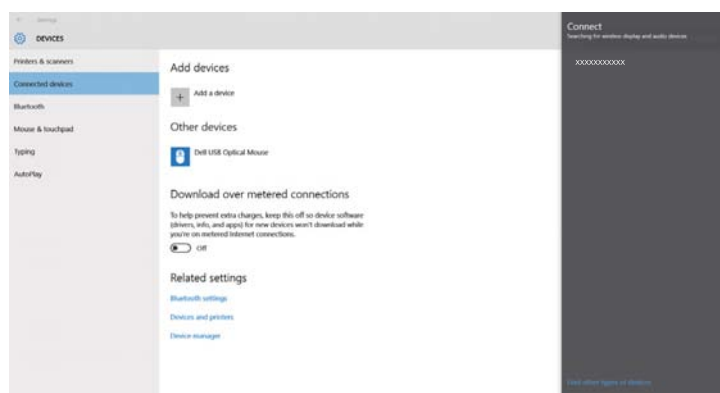 Settings
DEVICES
Printers & scanners
Connected devices
Bluetooth
Mouse & touchpad
Typing
AutoPlay
Add devices
Add a device
Other devices
Dell USB Optical Mouse
Download over metered connections
To help prevent extra charges, keep this off so device software
(drivers, info, and apps) for new devices won't download while
you're on metered Internet connections.
Off
Related settings
Bluetooth settings
Devices and printers
Device manager
Connect
Searching for wireless display and audio devices
xxxxxxxxxxx
Find other types of devices